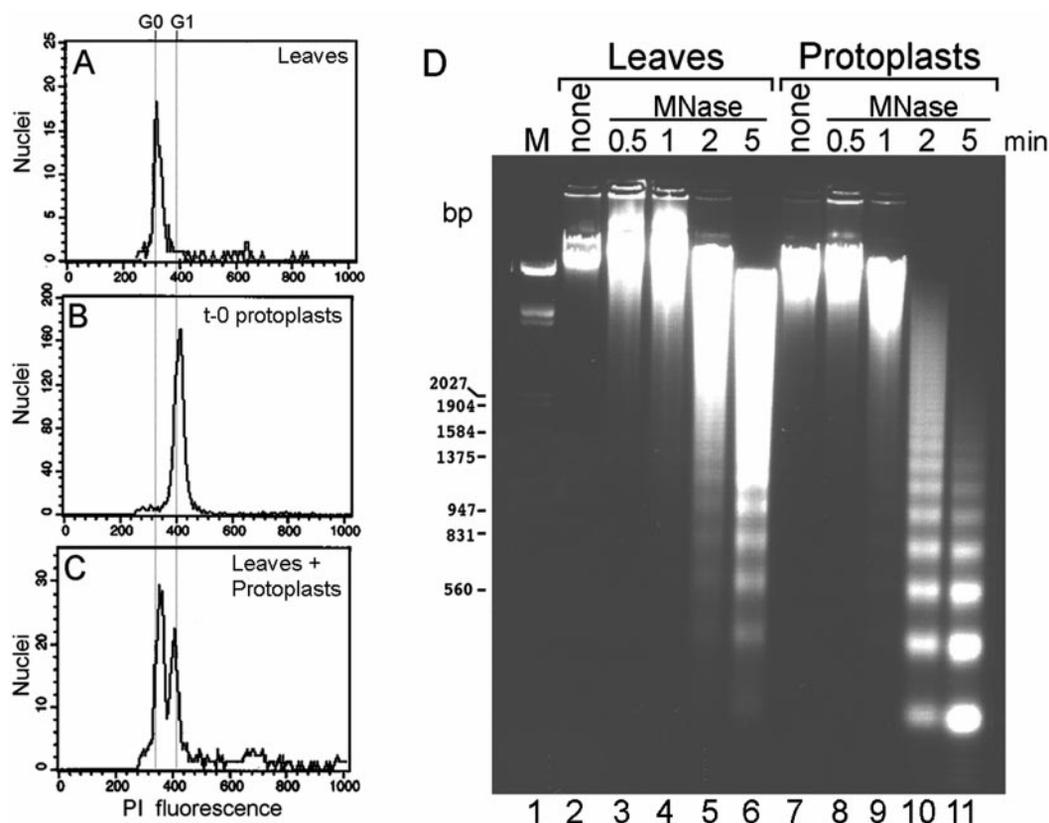 G0 G1
A Leaves
Nuclei
25
20
15
10
5
0
0 200 400 600 800 1000
B t-0 protoplasts
Nuclei
200
160
120
80
40
0
0 200 400 600 800 1000
C Leaves +
Protoplasts
Nuclei
30
20
10
0
0 200 400 600 800 1000
PI fluorescence
D Leaves Protoplasts
MNase MNase
M none 0.5 1 2 5 none 0.5 1 2 5 min
bp
2027
1904
1584
1375
947
831
560
1 2 3 4 5 6 7 8 9 10 11